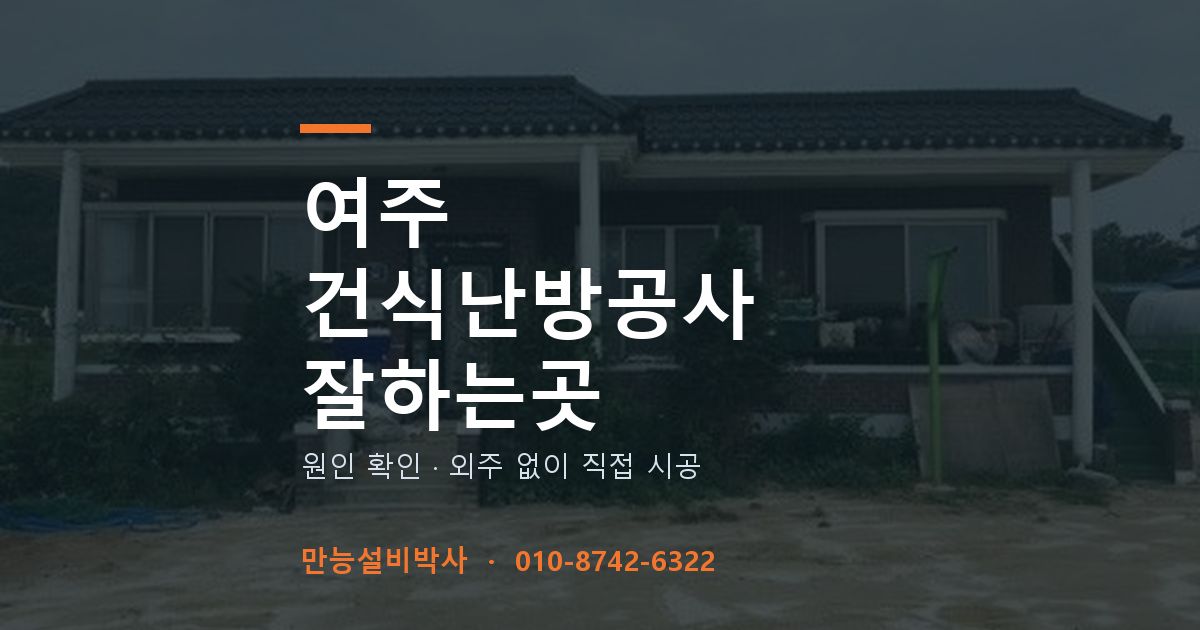 여주
건식난방공사
잘하는곳
원인 확인 · 외주 없이 직접 시공
만능설비박사 · 010-8742-6322